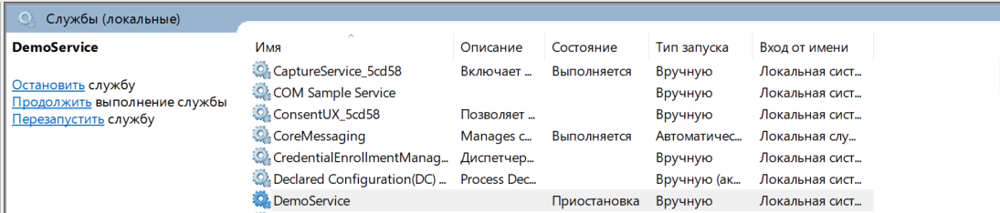 Службы (локальные)
DemoService
Остановить службу
Продолжить выполнение службы
Перезапустить службу
Имя Описание Состояние Тип запуска Вход от имени
CaptureService_5cd58 Включает ... Выполняется Вручную Локальная сист...
COM Sample Service Вручную Локальная сист...
ConsentUX_5cd58 Позволяет ... Вручную Локальная сист...
CoreMessaging Manages c... Выполняется Автоматичес... Локальная слу...
CredentialEnrollmentManag... Диспетчер... Вручную Локальная сист...
Declared Configuration(DC) ... Process Dec... Вручную (ак... Локальная сист...
DemoService Приостановка Вручную Локальная сист...